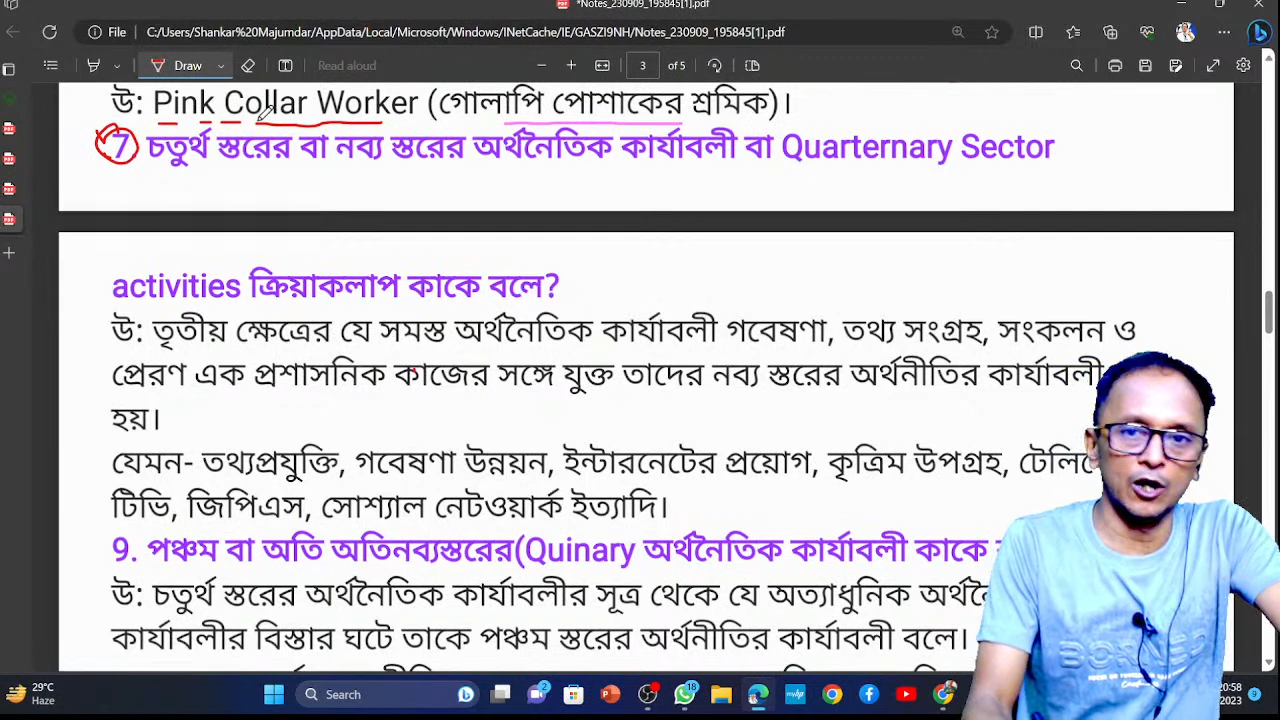 *Notes_230909_195845[1].pdf
File C:/Users/Shankar%20Majumdar/AppData/Local/Microsoft/Windows/INetCache/IE/GASZI9NH/Notes_230909_195845[1].pdf
Draw Read aloud 3 of 5
উ: Pink Collar Worker (গোলাপি পোশাকের শ্রমিক)।
7 চতুর্থ স্তরের বা নব্য স্তরের অর্থনৈতিক কার্যাবলী বা Quarternary Sector
activities ক্রিয়াকলাপ কাকে বলে?
উ: তৃতীয় ক্ষেত্রের যে সমস্ত অর্থনৈতিক কার্যাবলী গবেষণা, তথ্য সংগ্রহ, সংকলন ও
প্রেরণ এক প্রশাসনিক কাজের সঙ্গে যুক্ত তাদের নব্য স্তরের অর্থনীতির কার্যাবলী
হয়।
যেমন- তথ্যপ্রযুক্তি, গবেষণা উন্নয়ন, ইন্টারনেটের প্রয়োগ, কৃত্রিম উপগ্রহ,
টিভি, জিপিএস, সোশ্যাল নেটওয়ার্ক ইত্যাদি।
9. পঞ্চম বা অতি অতিনব্যস্তরের(Quinary অর্থনৈতিক কার্যাবলী কাকে
উ: চতুর্থ স্তরের অর্থনৈতিক কার্যাবলীর সূত্র থেকে যে অত্যাধুনিক
কার্যাবলীর বিস্তার ঘটে তাকে পঞ্চম স্তরের অর্থনীতির কার্যাবলী বলে।
29°C
Haze
Search
2
18
myhp
20:58
2023
9